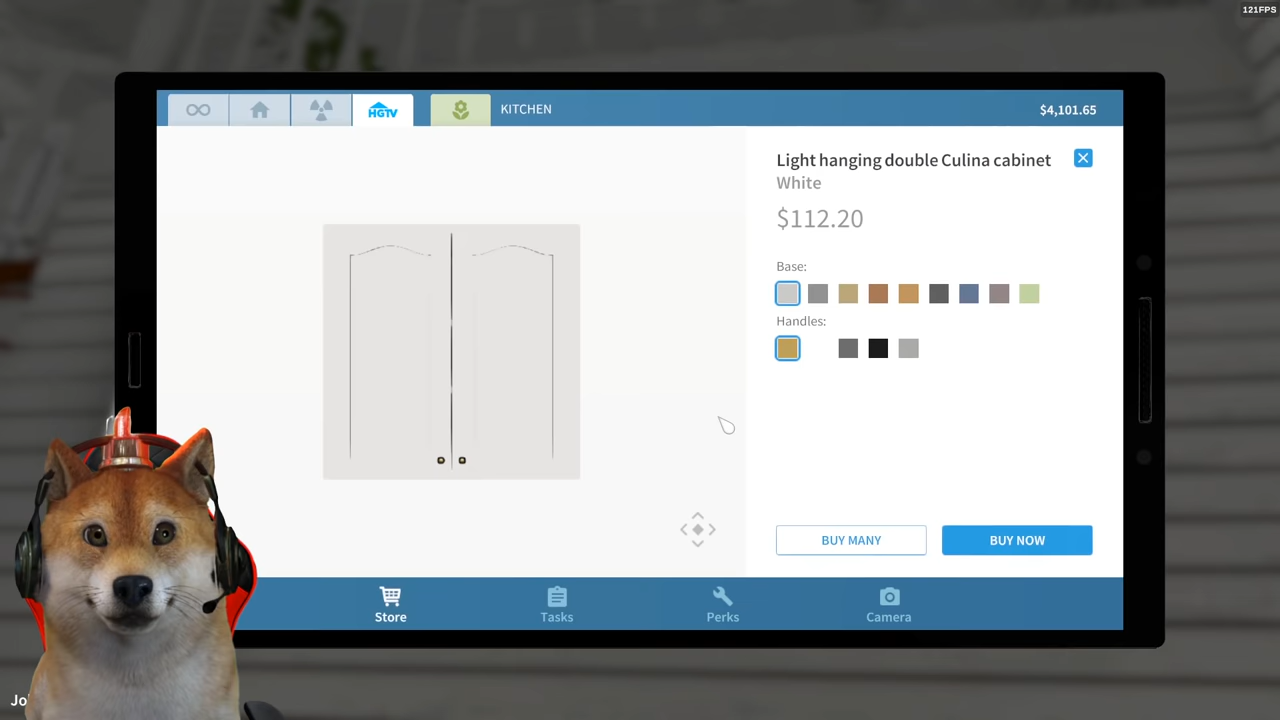 121FPS
HGTV
KITCHEN
$4,101.65
Light hanging double Culina cabinet
White
$112.20
Base:
Handles:
BUY MANY
BUY NOW
Store
Tasks
Perks
Camera